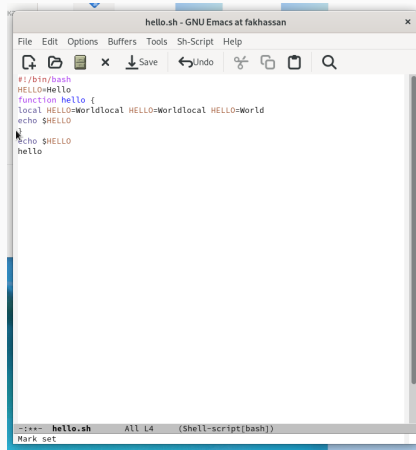 hello.sh - GNU Emacs at fakhassan
File Edit Options Buffers Tools Sh-Script Help
Save Undo
#!/bin/bash
HELLO=Hello
function hello {
local HELLO=Worldlocal HELLO=Worldlocal HELLO=World
echo $HELLO
}
echo $HELLO
hello
-:**- hello.sh All L4 (Shell-script[bash])
Mark set